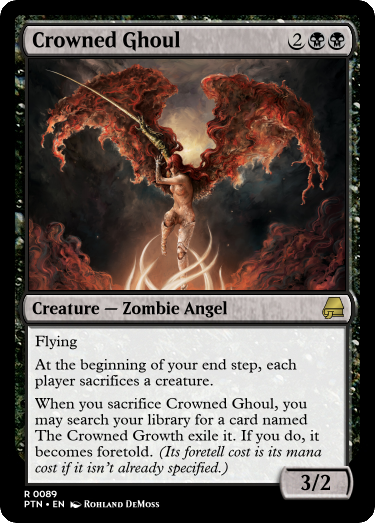 Crowned Ghoul 2
Creature — Zombie Angel
Flying
At the beginning of your end step, each
player sacrifices a creature.
When you sacrifice Crowned Ghoul, you
may search your library for a card named
The Crowned Growth exile it. If you do, it
becomes foretold. (Its foretell cost is its mana
cost if it isn't already specified.)
3/2
R 0089
PTN • EN Rohland DeMoss